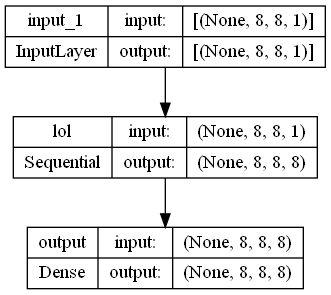 input_1 input: [(None, 8, 8, 1)]
InputLayer output: [(None, 8, 8, 1)]
lol input: (None, 8, 8, 1)
Sequential output: (None, 8, 8, 8)
output input: (None, 8, 8, 8)
Dense output: (None, 8, 8, 8)